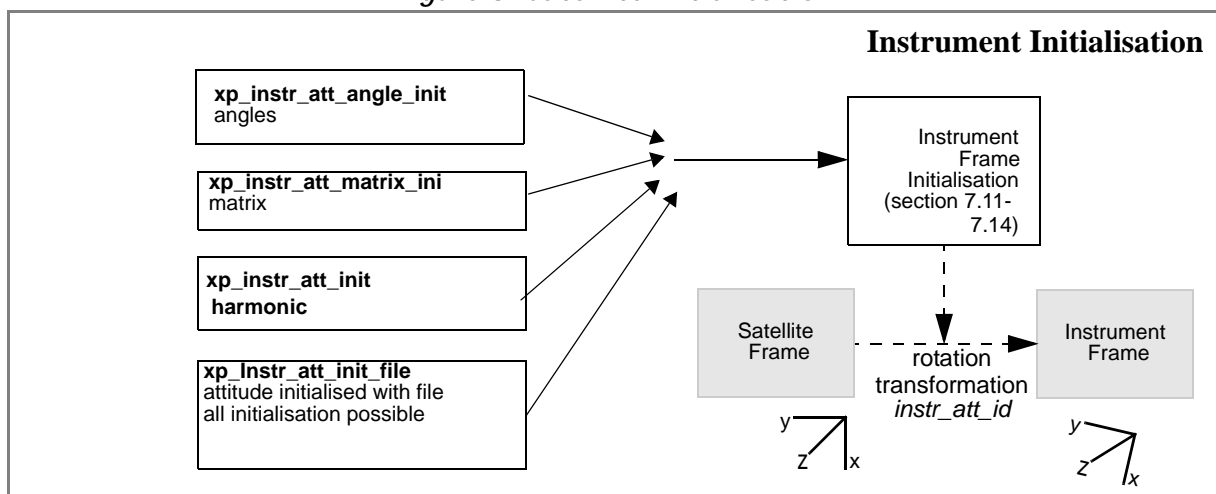 Instrument Initialisation
xp_instr_att_angle_init
angles
xp_instr_att_matrix_ini
matrix
xp_instr_att_init
harmonic
xp_Instr_att_init_file
attitude initialised with file
all initialisation possible
Instrument
Frame
Initialisation
(section 7.11-
7.14)
Satellite
Frame
rotation
transformation
instr_att_id
Instrument
Frame
y
Z
x
y
Z
x